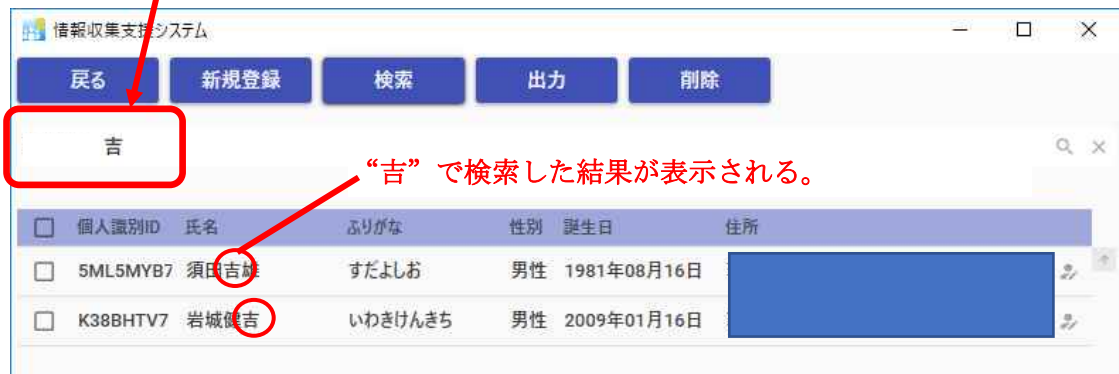 情報収集支援システム
戻る 新規登録 検索 出力 削除
吉
“吉”で検索した結果が表示される。
個人識別ID 氏名 ふりがな 性別 誕生日 住所
5ML5MYB7 須田吉雄 すだよしお 男性 1981年08月16日
K38BHTV7 岩城健吉 いわきけんきち 男性 2009年01月16日